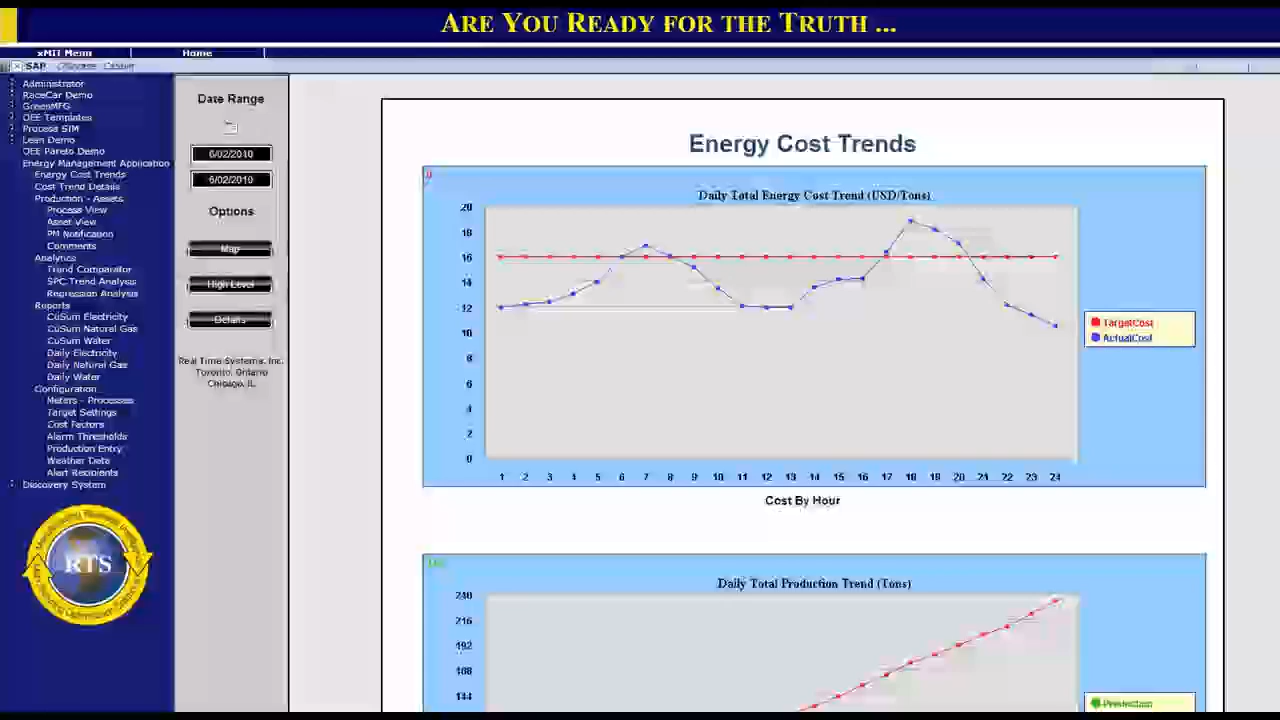 ARE YOU READY FOR THE TRUTH ...
xMII Menu
Home
SAP
Administrator
RaceCar Demo
GreenMFG
OEE Templates
Process SIM
Lean Demo
OEE Pareto Demo
Energy Management Application
Energy Cost Trends
Cost Trend Details
Production - Assets
Process View
Asset View
PM Notification
Comments
Analytics
Trend Comparator
SPC Trend Analysis
Regression Analysis
Reports
CuSum Electricity
CuSum Natural Gas
CuSum Water
Daily Electricity
Daily Natural Gas
Daily Water
Configuration
Meters - Processes
Target Settings
Cost Factors
Alarm Thresholds
Production Entry
Weather Data
Alert Recipients
Discovery System
RTS
Date Range
6/02/2010
6/02/2010
Options
Map
High Level
Details
Real Time Systems, Inc.
Toronto, Ontario
Chicago, IL
Energy Cost Trends
Daily Total Energy Cost Trend (USD/Tons)
20
18
16
14
12
10
8
6
4
2
0
1 2 3 4 5 6 7 8 9 10 11 12 13 14 15 16 17 18 19 20 21 22 23 24
TargetCost
ActualCost
Cost By Hour
Daily Total Production Trend (Tons)
240
216
192
168
144
Production